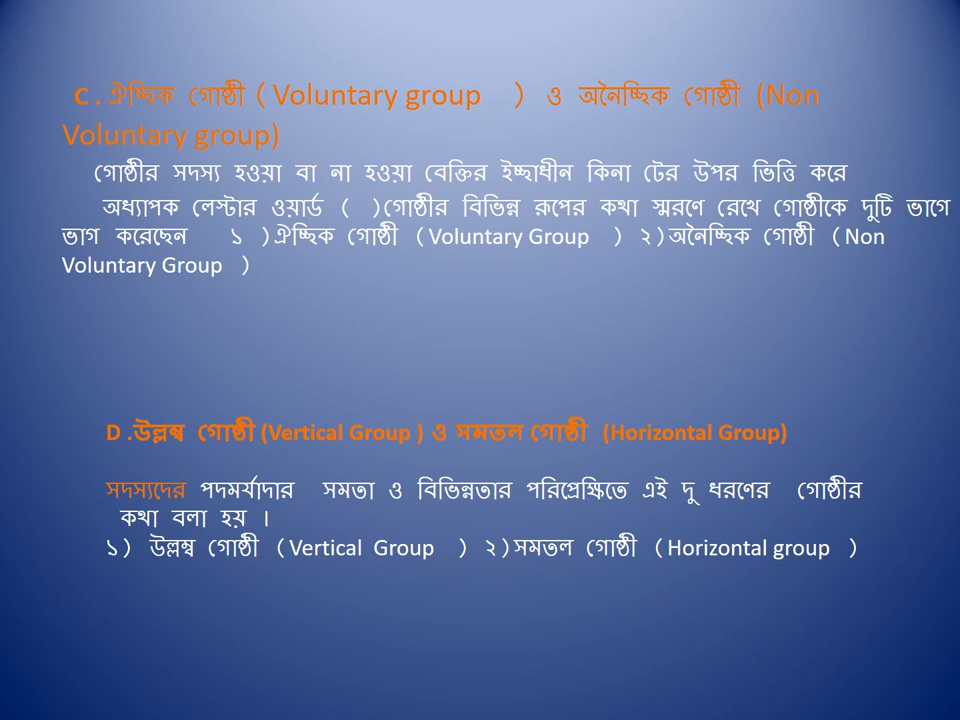 C . ঐচ্ছিক গোষ্ঠী ( Voluntary group ) ও অনৈচ্ছিক গোষ্ঠী (Non
Voluntary group)
গোষ্ঠীর সদস্য হওয়া বা না হওয়া বেক্তির ইচ্ছাধীন কিনা টের উপর ভিত্তি করে
অধ্যাপক লেস্টার ওয়ার্ড ( )গোষ্ঠীর বিভিন্ন রূপের কথা স্মরণে রেখে গোষ্ঠীকে দুটি ভাগে
ভাগ করেছেন ১ )ঐচ্ছিক গোষ্ঠী ( Voluntary Group ) ২)অনৈচ্ছিক গোষ্ঠী ( Non
Voluntary Group )
D .উল্লম্ব গোষ্ঠী (Vertical Group ) ও সমতল গোষ্ঠী (Horizontal Group)
সদস্যদের পদমর্যাদার সমতা ও বিভিন্নতার পরিপ্রেক্ষিতে এই দু ধরণের গোষ্ঠীর
কথা বলা হয় ।
১) উল্লম্ব গোষ্ঠী ( Vertical Group ) ২)সমতল গোষ্ঠী ( Horizontal group )